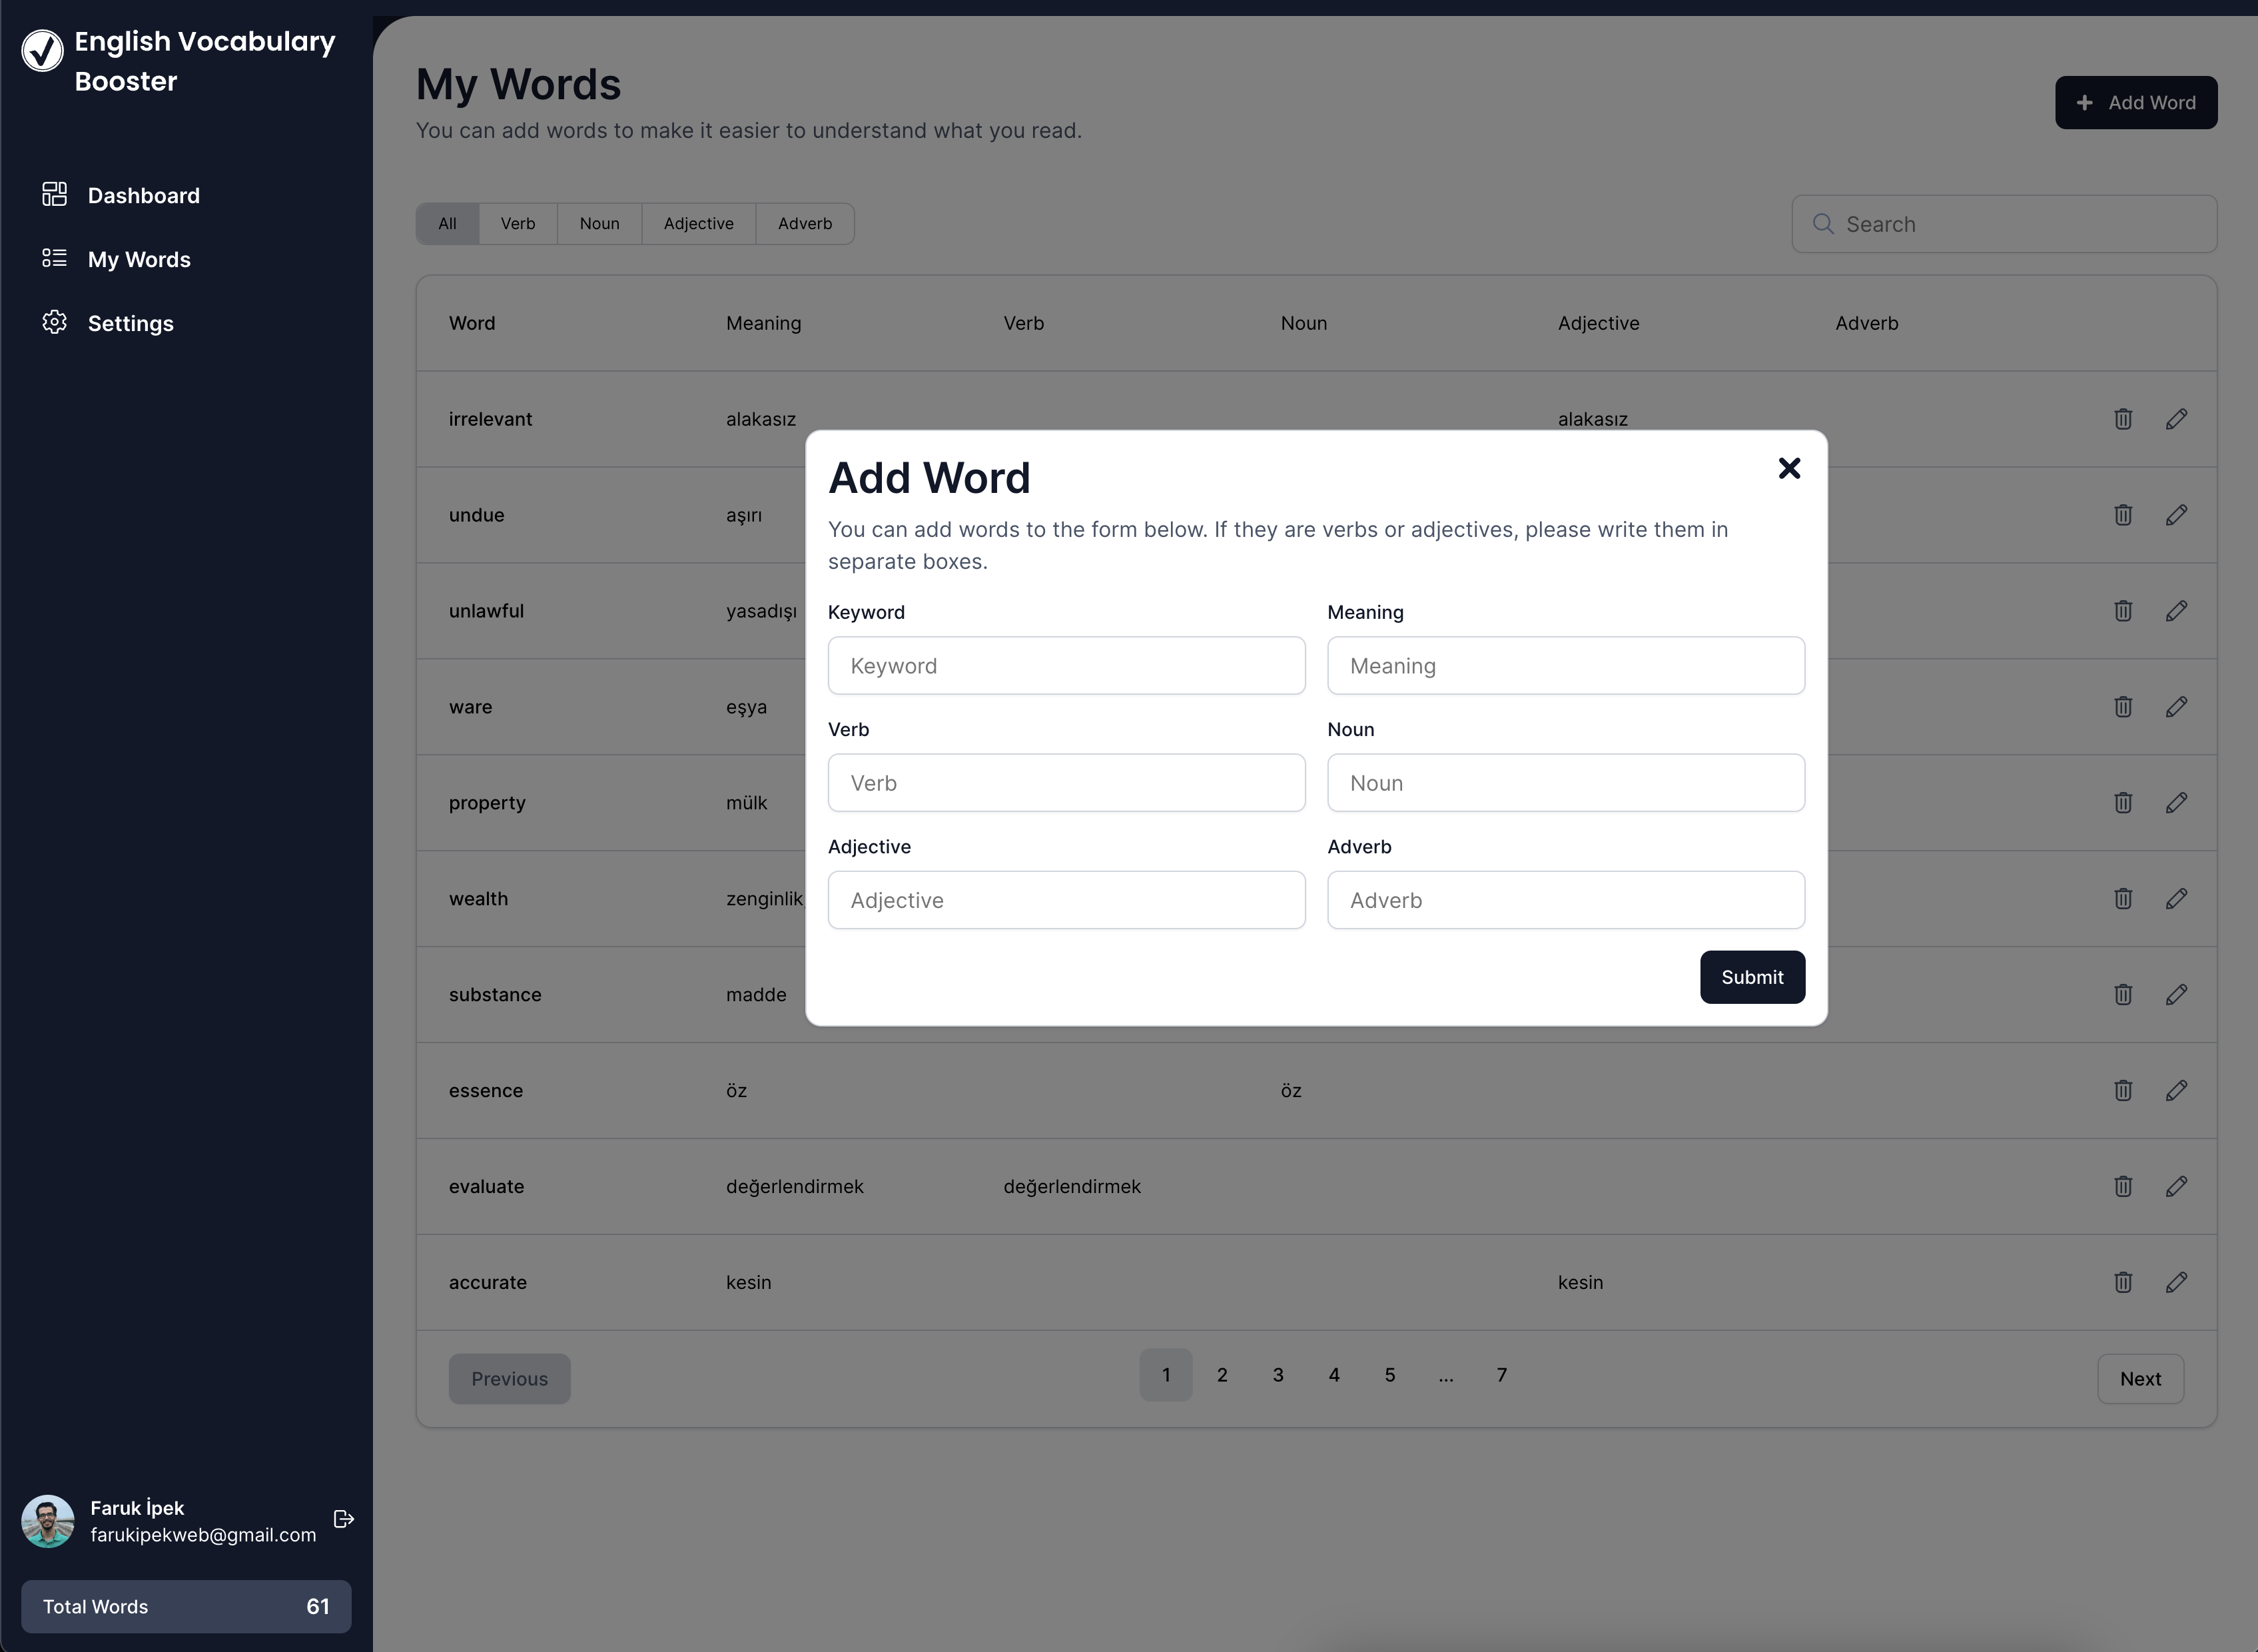 English Vocabulary
Booster
Dashboard
My Words
Settings
Faruk İpek
farukipekweb@gmail.com
Total Words 61
My Words
You can add words to make it easier to understand what you read.
Add Word
All Verb Noun Adjective Adverb
Search
Word Meaning Verb Noun Adjective Adverb
irrelevant alakasız alakasız
undue aşırı
unlawful yasadışı
ware eşya
property mülk
wealth zenginlik
substance madde
essence öz öz
evaluate değerlendirmek değerlendirmek
accurate kesin kesin
Previous 1 2 3 4 5 ... 7 Next
Add Word
You can add words to the form below. If they are verbs or adjectives, please write them in
separate boxes.
Keyword Meaning
Keyword Meaning
Verb Noun
Verb Noun
Adjective Adverb
Adjective Adverb
Submit